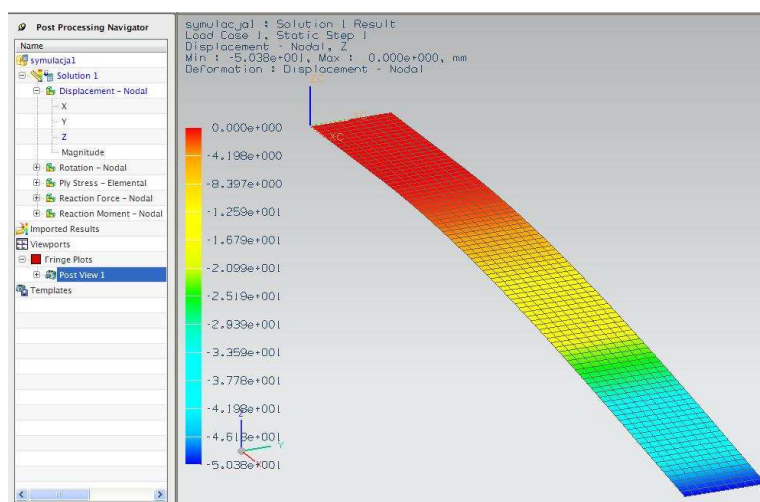 Post Processing Navigator
Name
symulacja1
Solution 1
Displacement - Nodal
X
Y
Z
Magnitude
Rotation - Nodal
Ply Stress - Elemental
Reaction Force - Nodal
Reaction Moment - Nodal
Imported Results
Viewports
Fringe Plots
Post View 1
Templates
symulacja1 : Solution 1 Result
Load Case 1, Static Step 1
Displacement - Nodal, Z
Min : -5.038e+001, Max : 0.000e+000, mm
Deformation : Displacement - Nodal
ZC
XC
0.000e+000
-4.198e+000
-8.397e+000
-1.259e+001
-1.679e+001
-2.099e+001
-2.519e+001
-2.939e+001
-3.359e+001
-3.778e+001
-4.198e+001
-4.618e+001
-5.038e+001
Z
Y
X